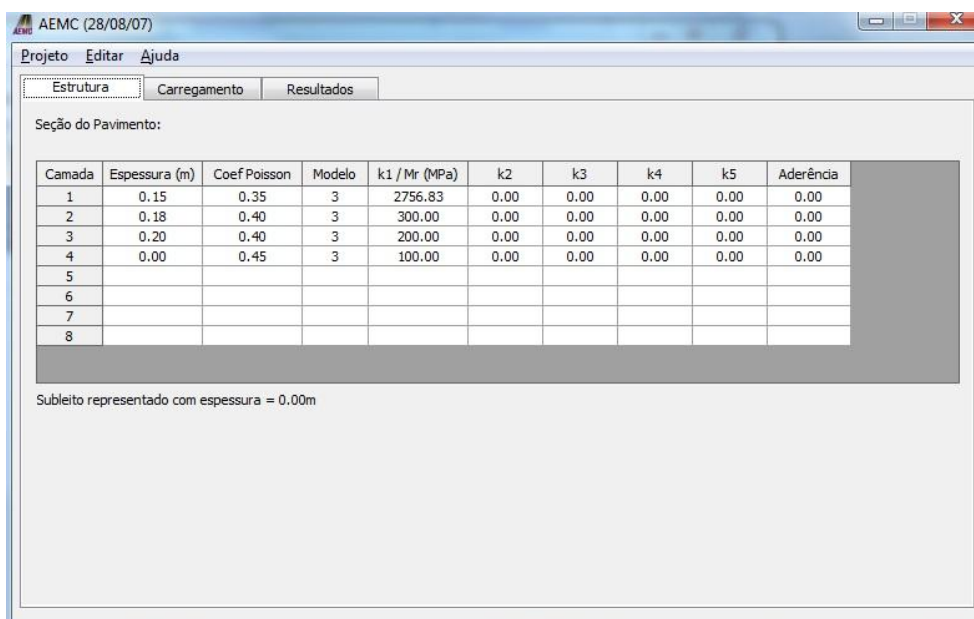 AEMC (28/08/07)
Projeto Editar Ajuda
Estrutura Carregamento Resultados
Seção do Pavimento:
Camada Espessura (m) Coef Poisson Modelo k1 / Mr (MPa) k2 k3 k4 k5 Aderência
1 0.15 0.35 3 2756.83 0.00 0.00 0.00 0.00 0.00
2 0.18 0.40 3 300.00 0.00 0.00 0.00 0.00 0.00
3 0.20 0.40 3 200.00 0.00 0.00 0.00 0.00 0.00
4 0.00 0.45 3 100.00 0.00 0.00 0.00 0.00 0.00
5
6
7
8
Subleito representado com espessura = 0.00m